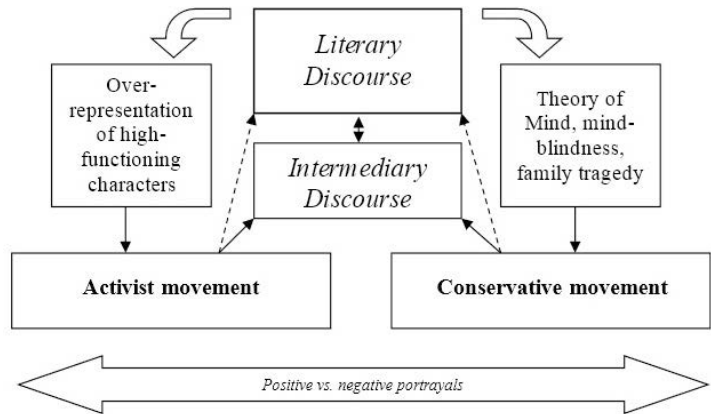 Literary
Discourse
Over-
representation
of high-
functioning
characters
Theory of
Mind, mind-
blindness,
family tragedy
Intermediary
Discourse
Activist movement
Conservative movement
Positive vs. negative portrayals